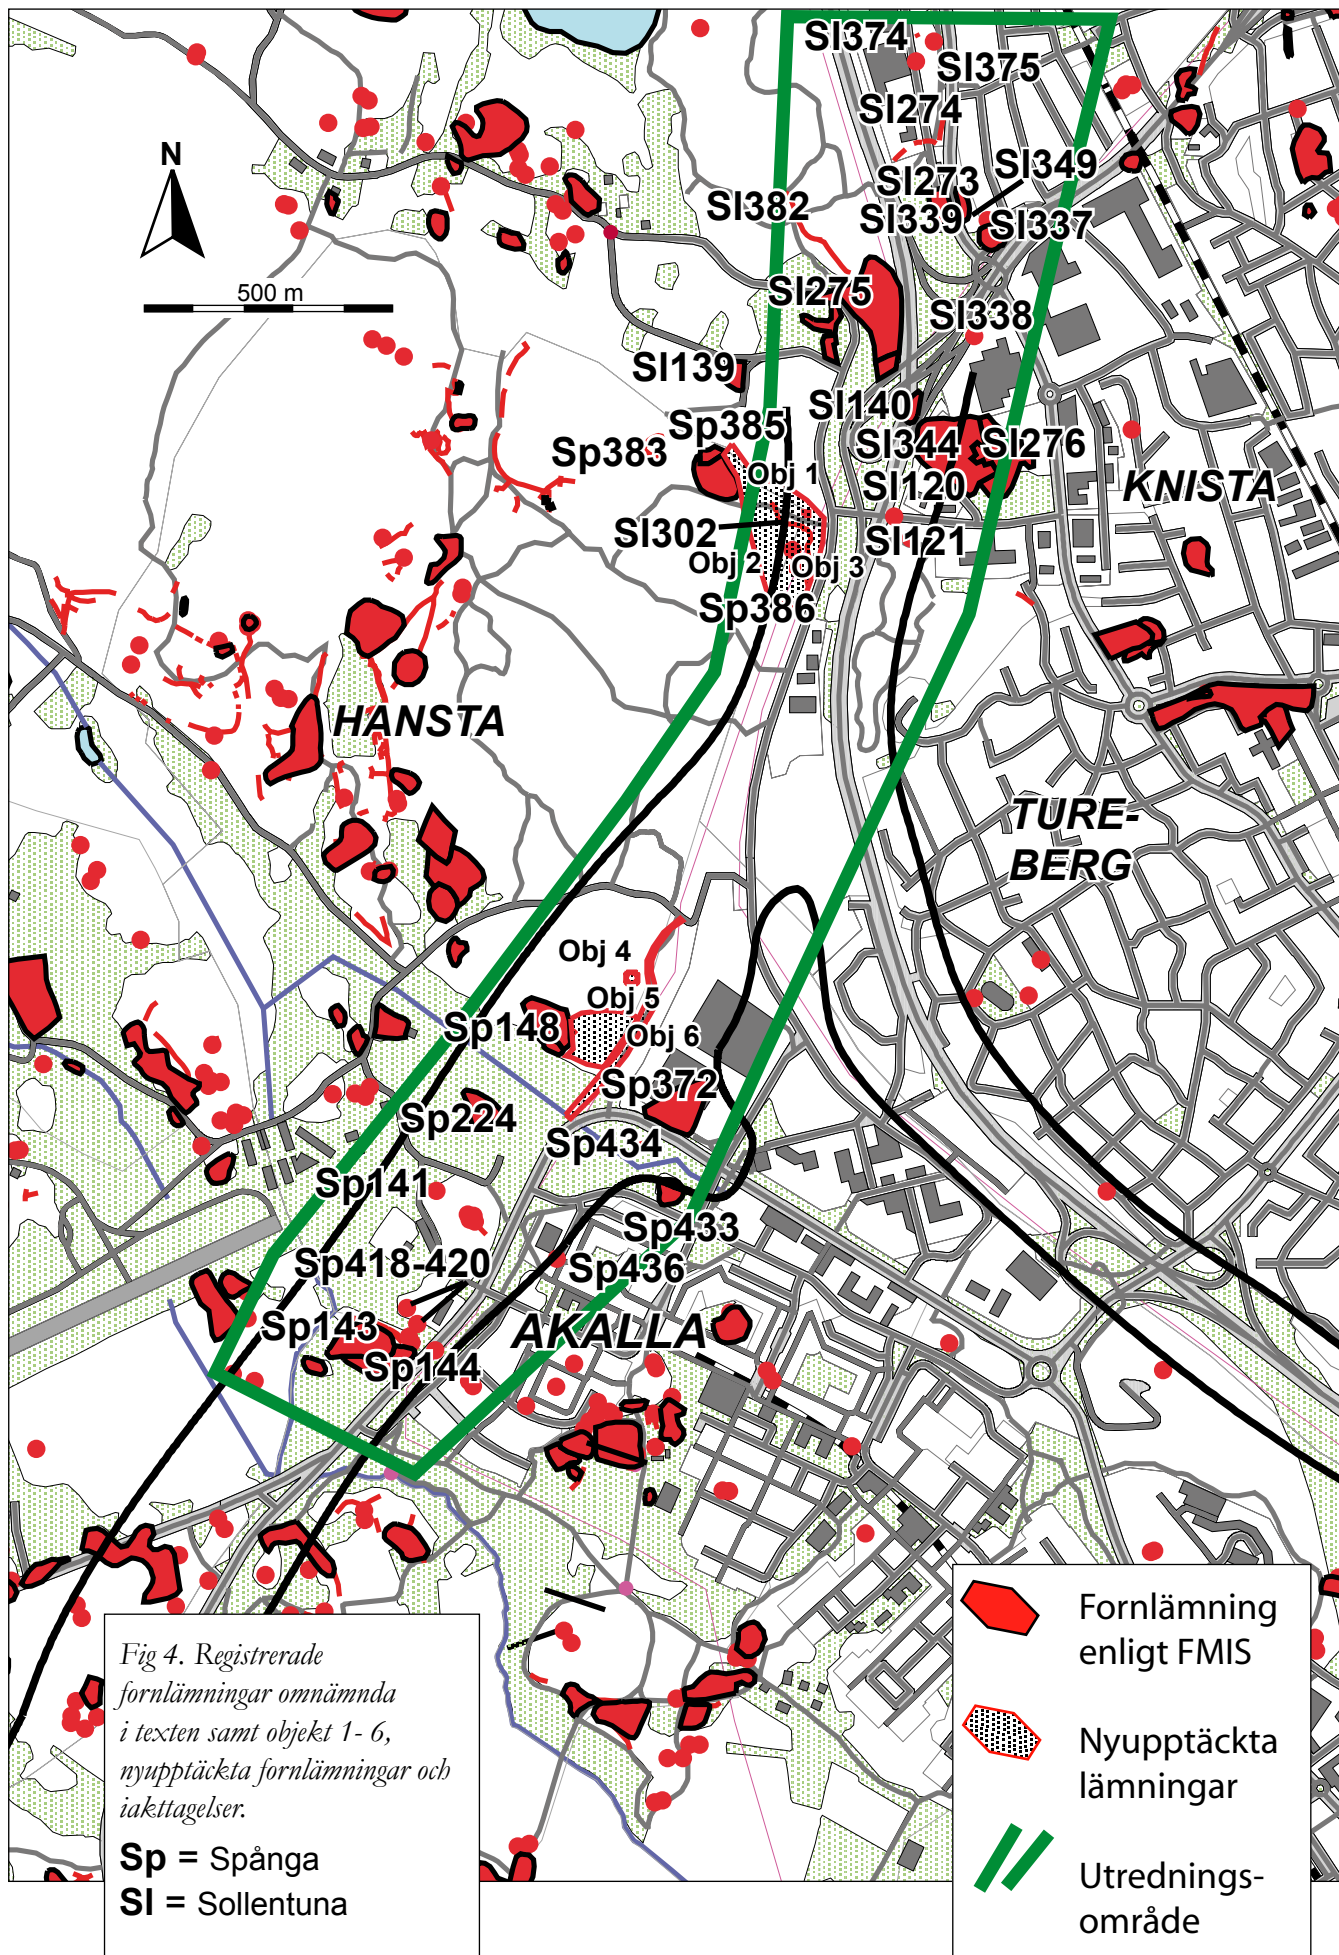 Sl374
Sl375
Sl274
N
Sl349
Sl273
Sl382
Sl339
Sl337
500 m
Sl275
Sl338
Sl139
Sl140
Sp385
Sp383
Sl344
Sl276
Obj 1
Sl120
KNISTA
Sl302
Sl121
Obj 2
Obj 3
Sp386
HANSTA
TURE-
BERG
Obj 4
Obj 5
Sp148
Obj 6
Sp372
Sp224
Sp434
Sp141
Sp433
Sp418-420
Sp436
Sp143
AKALLA
Sp144
Fig 4. Registrerade
fornlämningar omnämnda
i texten samt objekt 1- 6,
nyupptäckta fornlämningar och
iakttagelser.
Sp = Spånga
Sl = Sollentuna
Fornlämning
enligt FMIS
Nyupptäckta
lämningar
Utrednings-
område